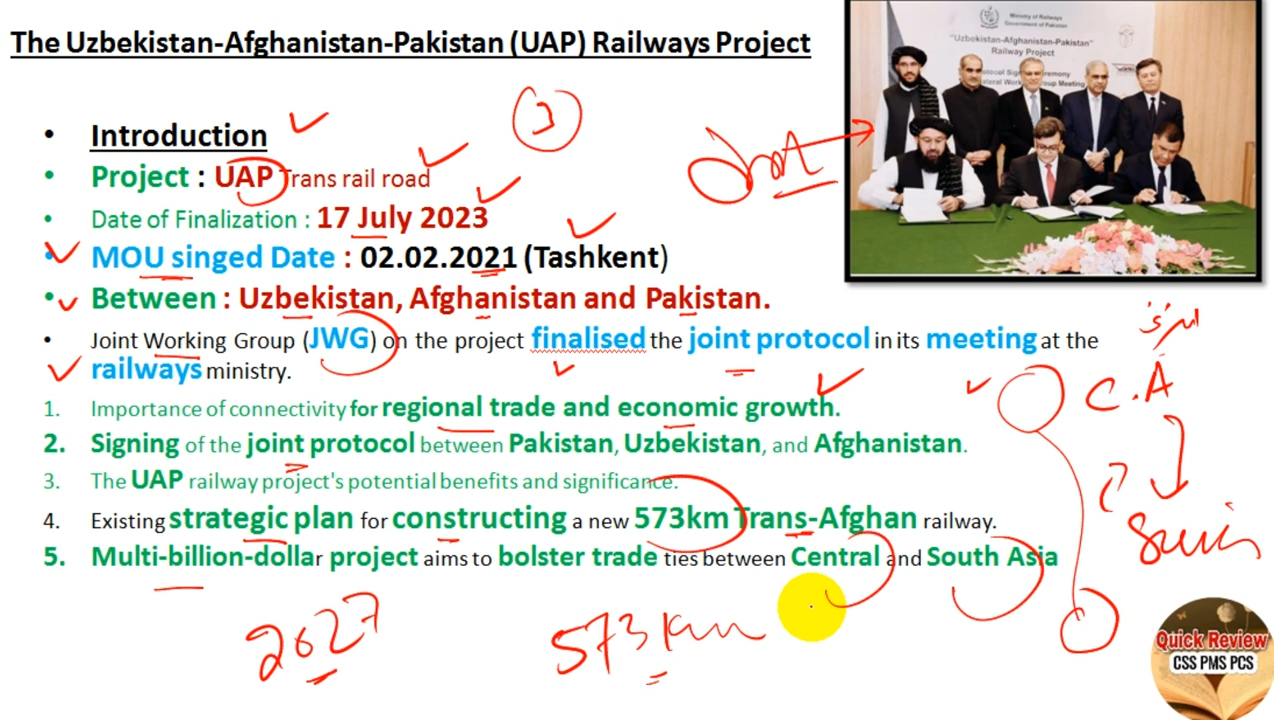 The Uzbekistan-Afghanistan-Pakistan (UAP) Railways Project
• Introduction
• Project : UAP Trans rail road
• Date of Finalization : 17 July 2023
• MOU singed Date : 02.02.2021 (Tashkent)
• Between : Uzbekistan, Afghanistan and Pakistan.
• Joint Working Group (JWG) on the project finalised the joint protocol in its meeting at the
railways ministry.
1. Importance of connectivity for regional trade and economic growth.
2. Signing of the joint protocol between Pakistan, Uzbekistan, and Afghanistan.
3. The UAP railway project's potential benefits and significance.
4. Existing strategic plan for constructing a new 573km Trans-Afghan railway.
5. Multi-billion-dollar project aims to bolster trade ties between Central and South Asia
3
C.A
2027
573 km
Ministry of Railways
Government of Pakistan
"Uzbekistan-Afghanistan-Pakistan"
Railway Project
Quick Review
CSS PMS PCS